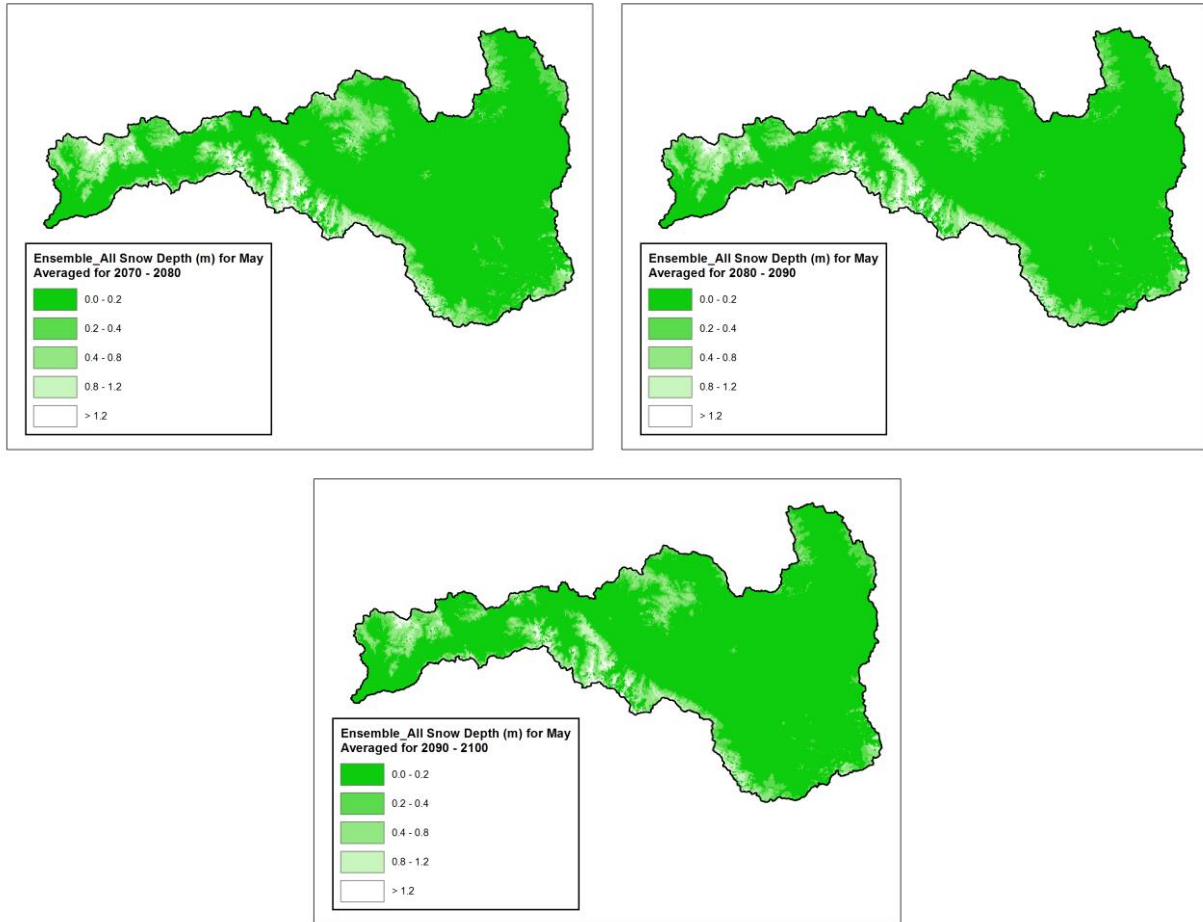 Ensemble_All Snow Depth (m) for May
Averaged for 2070 - 2080
0.0 - 0.2
0.2 - 0.4
0.4 - 0.8
0.8 - 1.2
> 1.2
Ensemble_All Snow Depth (m) for May
Averaged for 2080 - 2090
0.0 - 0.2
0.2 - 0.4
0.4 - 0.8
0.8 - 1.2
> 1.2
Ensemble_All Snow Depth (m) for May
Averaged for 2090 - 2100
0.0 - 0.2
0.2 - 0.4
0.4 - 0.8
0.8 - 1.2
> 1.2